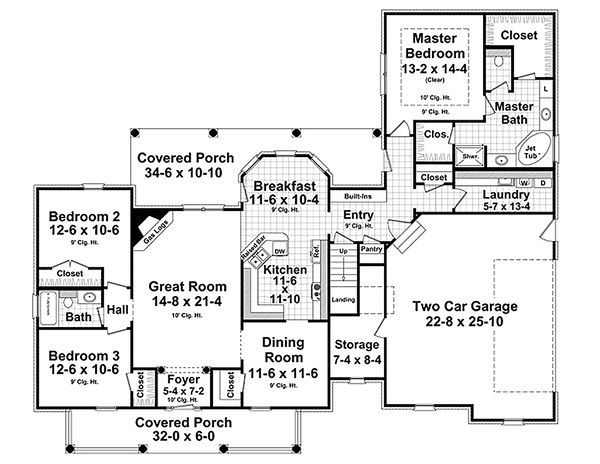 Master
Bedroom
13-2 x 14-4
(Clear)
10' Clg. Ht.
9' Clg. Ht.
Closet
L
Master
Bath
Clos.
Shwr.
Jet
Tub
Covered Porch
34-6 x 10-10
Breakfast
11-6 x 10-4
9' Clg. Ht.
Built-Ins
Closet
Laundry
5-7 x 13-4
W
D
Entry
9' Clg. Ht.
Bedroom 2
12-6 x 10-6
9' Clg. Ht.
Gas Logs
Raised Bar
DW
Ref.
Up
Pantry
Closet
Great Room
14-8 x 21-4
10' Clg. Ht.
Kitchen
11-6
x
11-10
Landing
Two Car Garage
22-8 x 25-10
Bath
Hall
Bedroom 3
12-6 x 10-6
9' Clg. Ht.
Closet
Foyer
5-4 x 7-2
10' Clg. Ht.
Closet
Dining
Room
11-6 x 11-6
9' Clg. Ht.
Storage
7-4 x 8-4
Covered Porch
32-0 x 6-0